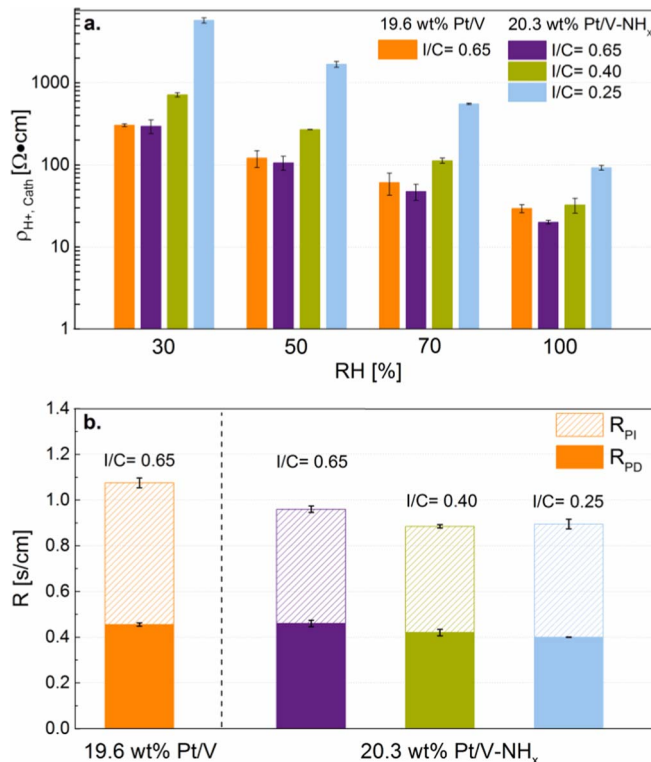 a.
19.6 wt% Pt/V
I/C= 0.65
20.3 wt% Pt/V-NHₓ
I/C= 0.65
I/C= 0.40
I/C= 0.25
ρH+, Cath [Ω•cm]
1000
100
10
1
30
50
70
100
RH [%]
b.
R_PI
R_PD
I/C= 0.65
I/C= 0.65
I/C= 0.40
I/C= 0.25
R [s/cm]
1.4
1.2
1.0
0.8
0.6
0.4
0.2
0.0
19.6 wt% Pt/V
20.3 wt% Pt/V-NHₓ